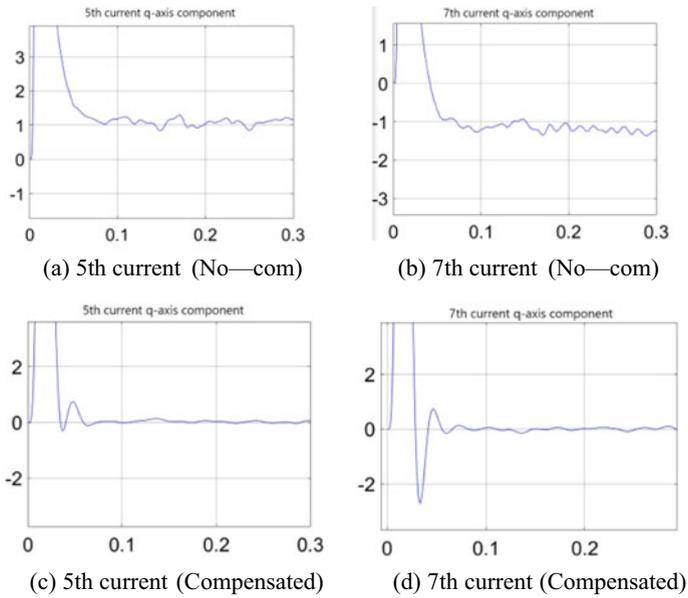 5th current q-axis component
3
2
1
0
-1
0 0.1 0.2 0.3
(a) 5th current (No—com)
7th current q-axis component
1
0
-1
-2
-3
0 0.1 0.2 0.3
(b) 7th current (No—com)
5th current q-axis component
2
0
-2
0 0.1 0.2 0.3
(c) 5th current (Compensated)
7th current q-axis component
2
0
-2
0 0.1 0.2
(d) 7th current (Compensated)